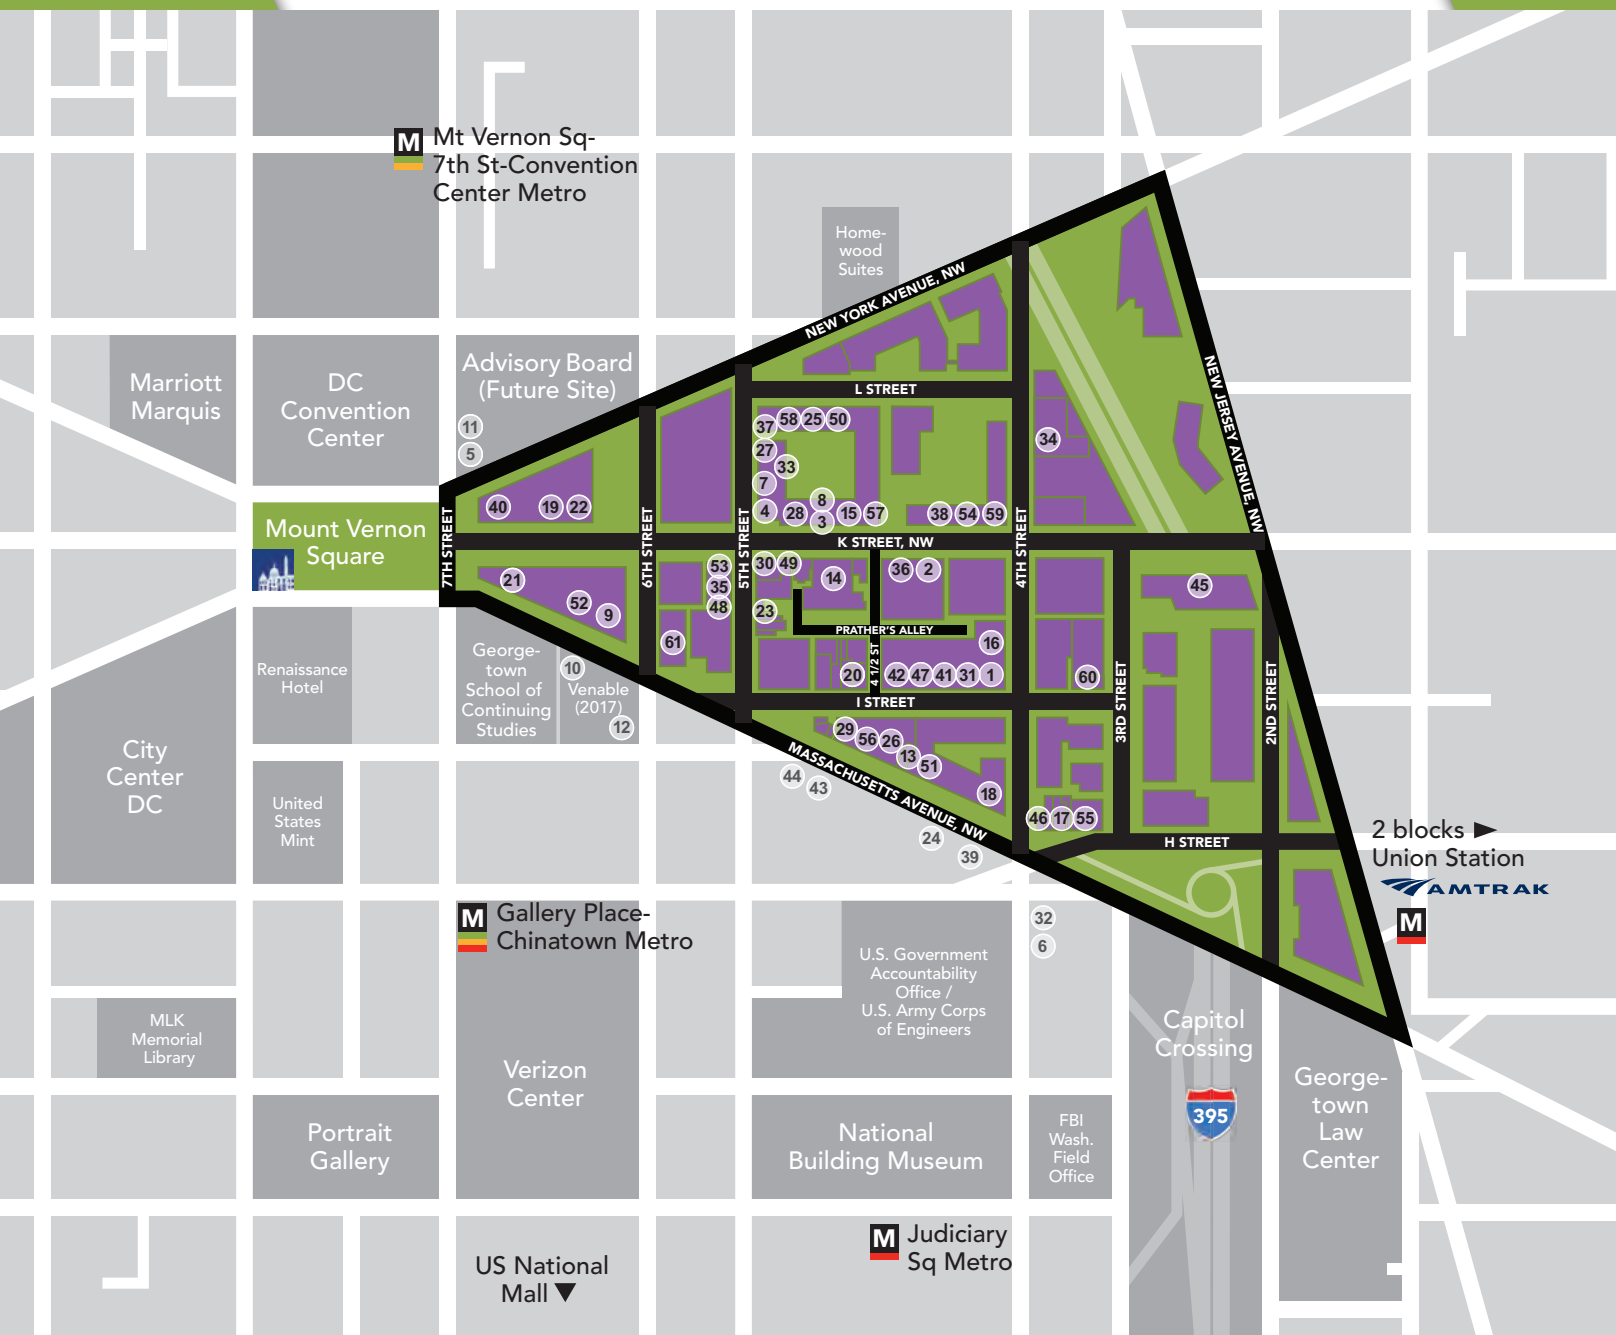 M
Mt Vernon Sq-
7th St-Convention
Center Metro
Home-
wood
Suites
NEW YORK AVENUE, NW
Marriott
Marquis
DC
Convention
Center
Advisory Board
(Future Site)
11
5
L STREET
NEW JERSEY AVENUE, NW
37
58
25
50
27
33
7
4
28
8
3
15
57
38
54
59
34
40
19
22
Mount Vernon
Square
7TH STREET
6TH STREET
5TH STREET
4TH STREET
K STREET, NW
21
52
9
53
35
48
61
30
49
14
23
36
2
PRATHER'S ALLEY
4 1/2 ST
16
20
42
47
41
31
1
60
45
3RD STREET
2ND STREET
I STREET
Renaissance
Hotel
George-
town
School of
Continuing
Studies
10
Venable
(2017)
12
29
56
26
13
51
18
MASSACHUSETTS AVENUE, NW
44
43
24
39
46
17
55
H STREET
City
Center
DC
United
States
Mint
2 blocks ►
Union Station
AMTRAK
M
M
Gallery Place-
Chinatown Metro
32
6
U.S. Government
Accountability
Office /
U.S. Army Corps
of Engineers
MLK
Memorial
Library
Verizon
Center
Capitol
Crossing
395
George-
town
Law
Center
Portrait
Gallery
National
Building Museum
FBI
Wash.
Field
Office
US National
Mall ▼
M
Judiciary
Sq Metro